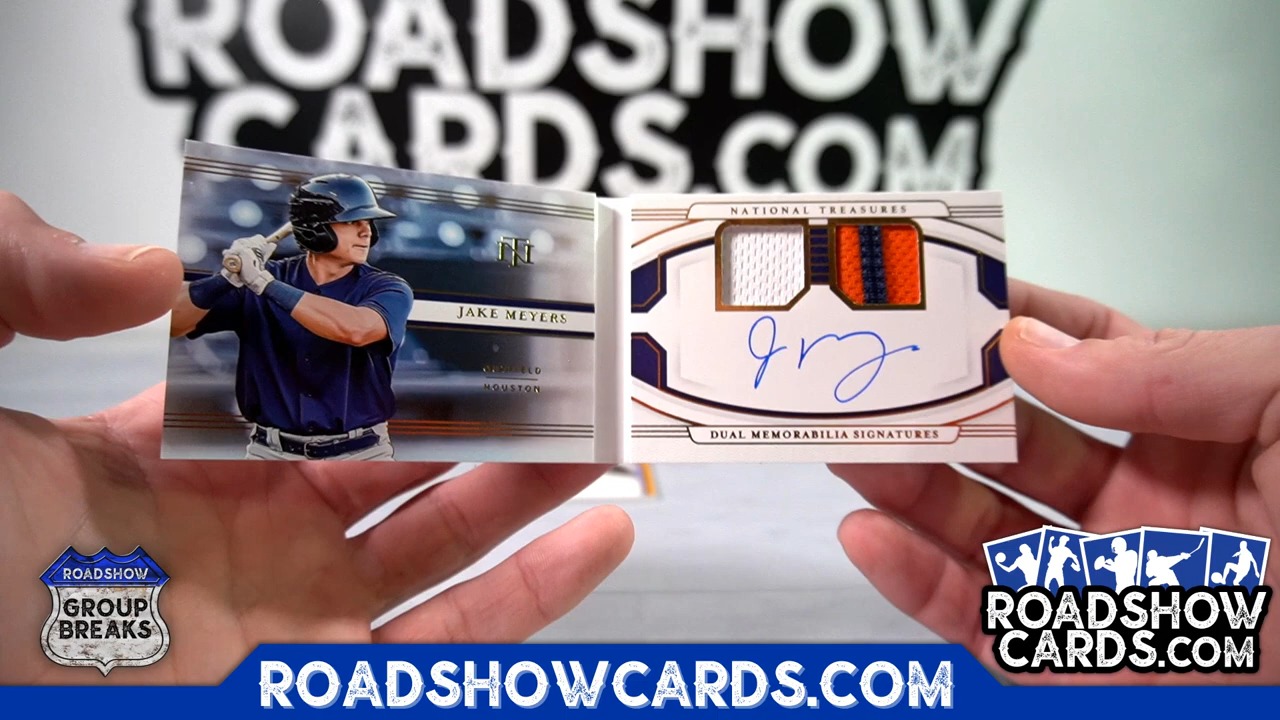 ROADSHOW
CARDS.COM
NATIONAL TREASURES
JAKE MEYERS
OUTFIELD
HOUSTON
DUAL MEMORABILIA SIGNATURES
ROADSHOW
GROUP
BREAKS
ROADSHOW
CARDS.COM
ROADSHOWCARDS.COM